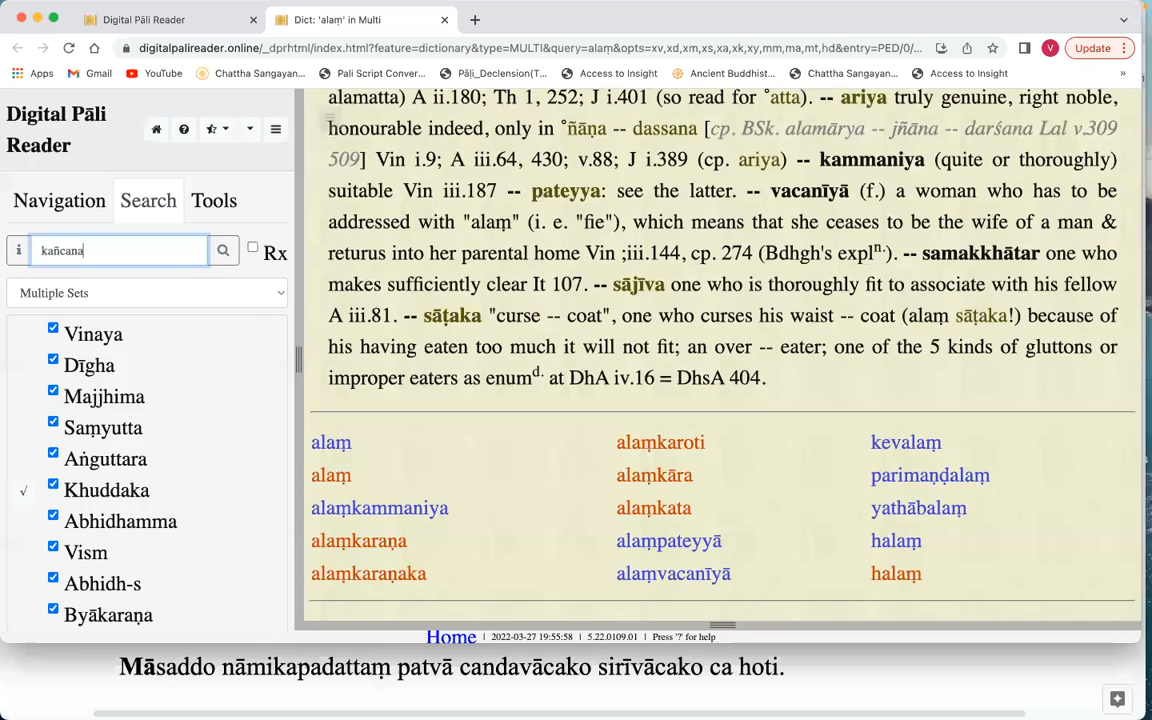 Digital Pāli Reader
Dict: 'alaṃ' in Multi
digitalpalireader.online/_dprhtml/index.html?feature=dictionary&type=MULTI&query=alaṃ&opts=xv,xd,xm,xs,xa,xk,xy,mm,ma,mt,hd&entry=PED/0/...
V
Update
Apps
Gmail
YouTube
Chattha Sangayan...
Pali Script Conver...
Pāḷi_Declension(T...
Access to Insight
Ancient Buddhist...
Chattha Sangayan...
Access to Insight
»
Digital Pāli
Reader
Navigation
Search
Tools
kañcana
Rx
Multiple Sets
Vinaya
Dīgha
Majjhima
Saṃyutta
Aṅguttara
√ Khuddaka
Abhidhamma
Vism
Abhidh-s
Byākaraṇa
alamatta) A ii.180; Th 1, 252; J i.401 (so read for °atta). -- ariya truly genuine, right noble,
honourable indeed, only in °ñāṇa -- dassana [cp. BSk. alamārya -- jñāna -- darśana Lal v.309
509] Vin i.9; A iii.64, 430; v.88; J i.389 (cp. ariya) -- kammaniya (quite or thoroughly)
suitable Vin iii.187 -- pateyya: see the latter. -- vacanīyā (f.) a woman who has to be
addressed with "alaṃ" (i. e. "fie"), which means that she ceases to be the wife of a man &
returus into her parental home Vin ;iii.144, cp. 274 (Bdhgh's expln.). -- samakkhātar one who
makes sufficiently clear It 107. -- sājīva one who is thoroughly fit to associate with his fellow
A iii.81. -- sāṭaka "curse -- coat", one who curses his waist -- coat (alaṃ sāṭaka!) because of
his having eaten too much it will not fit; an over -- eater; one of the 5 kinds of gluttons or
improper eaters as enumd. at DhA iv.16 = DhsA 404.
alaṃ
alaṃkaroti
kevalaṃ
alaṃ
alaṃkāra
parimaṇḍalaṃ
alaṃkammaniya
alaṃkata
yathābalaṃ
alaṃkaraṇa
alaṃpateyyā
halaṃ
alaṃkaraṇaka
alaṃvacanīyā
halaṃ
Home | 2022-03-27 19:55:58 | 5.22.0109.01 | Press '?' for help
Māsaddo nāmikapadattaṃ patvā candavācako sirīvācako ca hoti.